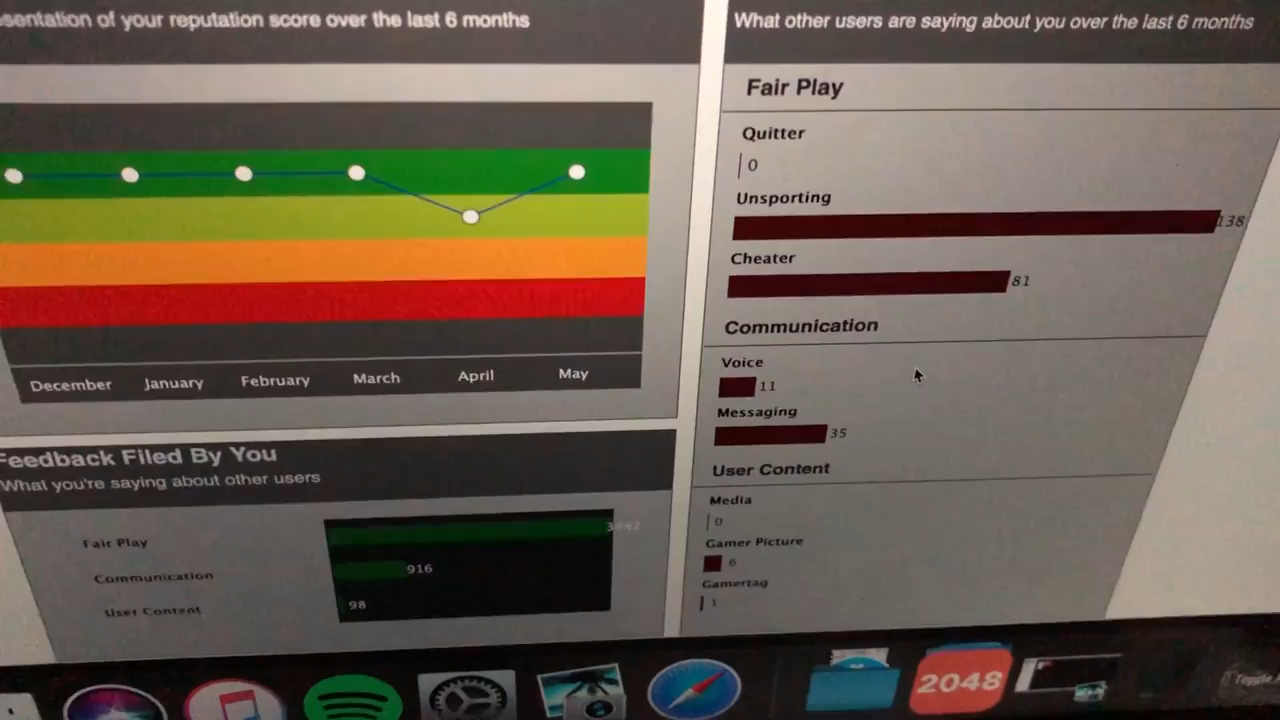 sentation of your reputation score over the last 6 months
December January February March April May
Feedback Filed By You
What you're saying about other users
Fair Play
Communication 916
User Content 98
What other users are saying about you over the last 6 months
Fair Play
Quitter
0
Unsporting
138
Cheater
81
Communication
Voice
11
Messaging
35
User Content
Media
0
Gamer Picture
6
Gamertag
1
2048
Toggle